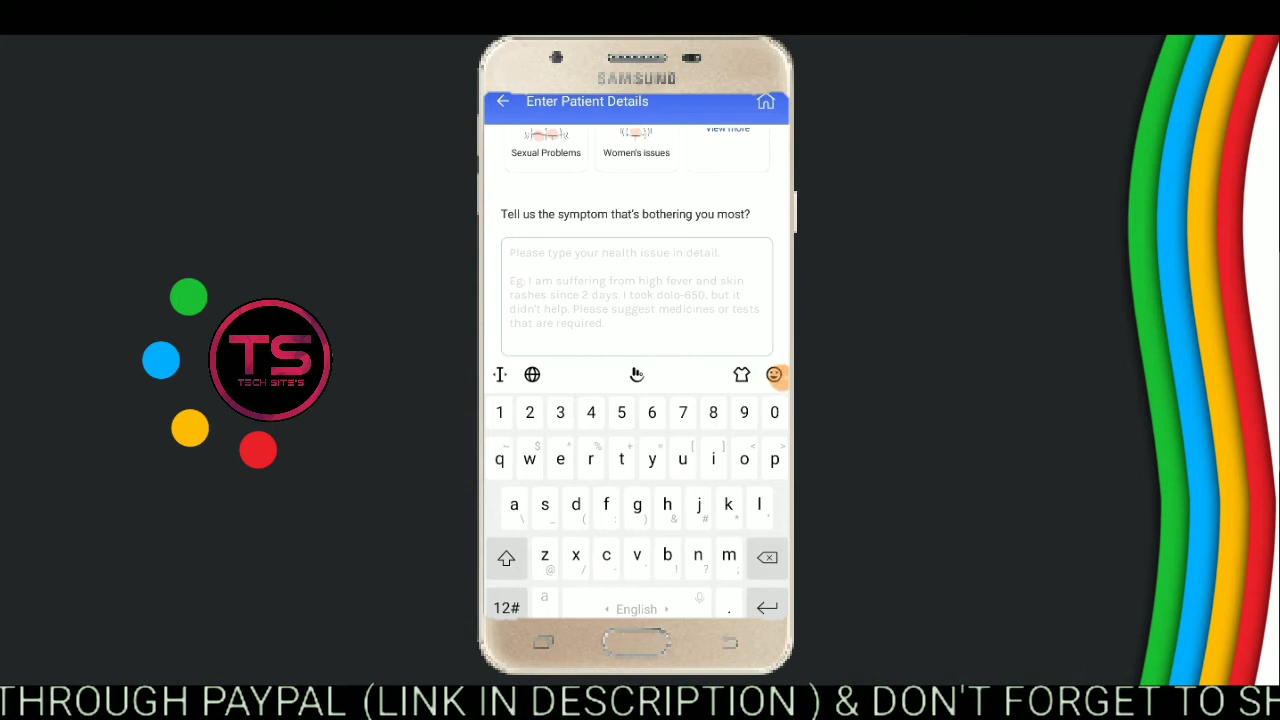 SAMSUNG
Enter Patient Details
View more
Sexual Problems
Women's issues
Tell us the symptom that's bothering you most?
Please type your health issue in detail.
Eg: I am suffering from high fever and skin
rashes since 2 days. I took dolo-650, but it
didn't help. Please suggest medicines or tests
that are required.
TS
TECH SITE'S
1 2 3 4 5 6 7 8 9 0
~ $ ^ % + = [ ] < >
q w e r t y u i o p
a s d f g h j k l
\ _ ( : ) & # * "
z x c v b n m
@ / - ' ! ? ;
12# a English .
THROUGH PAYPAL (LINK IN DESCRIPTION ) & DON'T FORGET TO SH